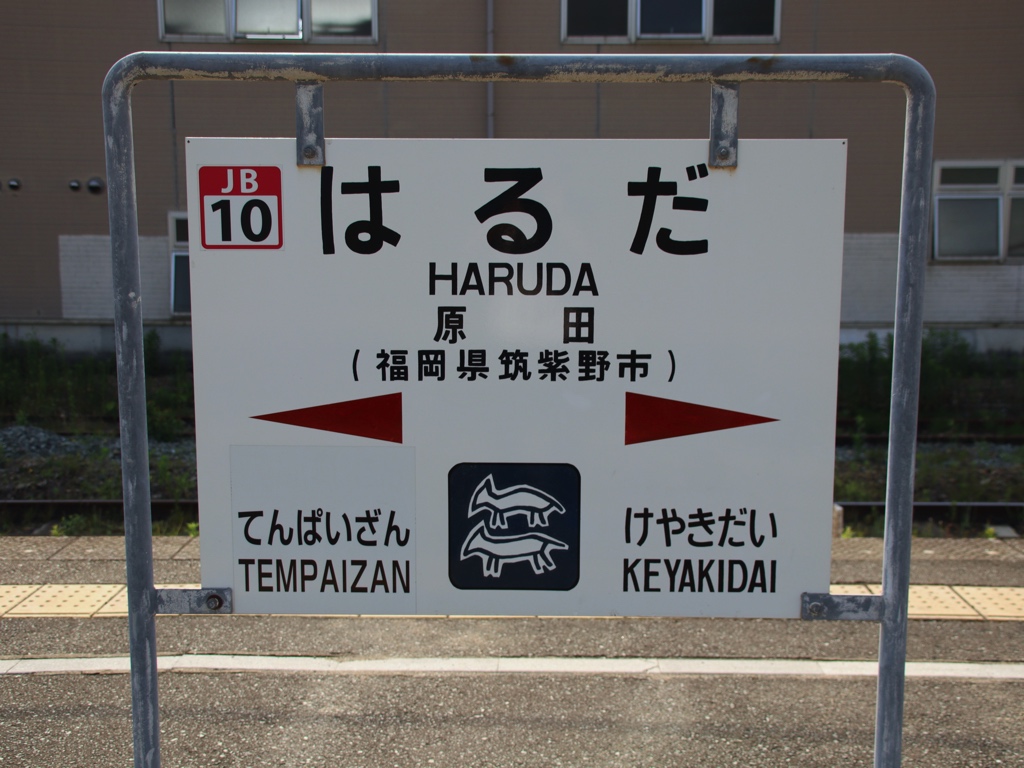 JB
10
はるだ
HARUDA
原田
(福岡県筑紫野市)
てんぱいざん
TEMPAIZAN
けやきだい
KEYAKIDAI